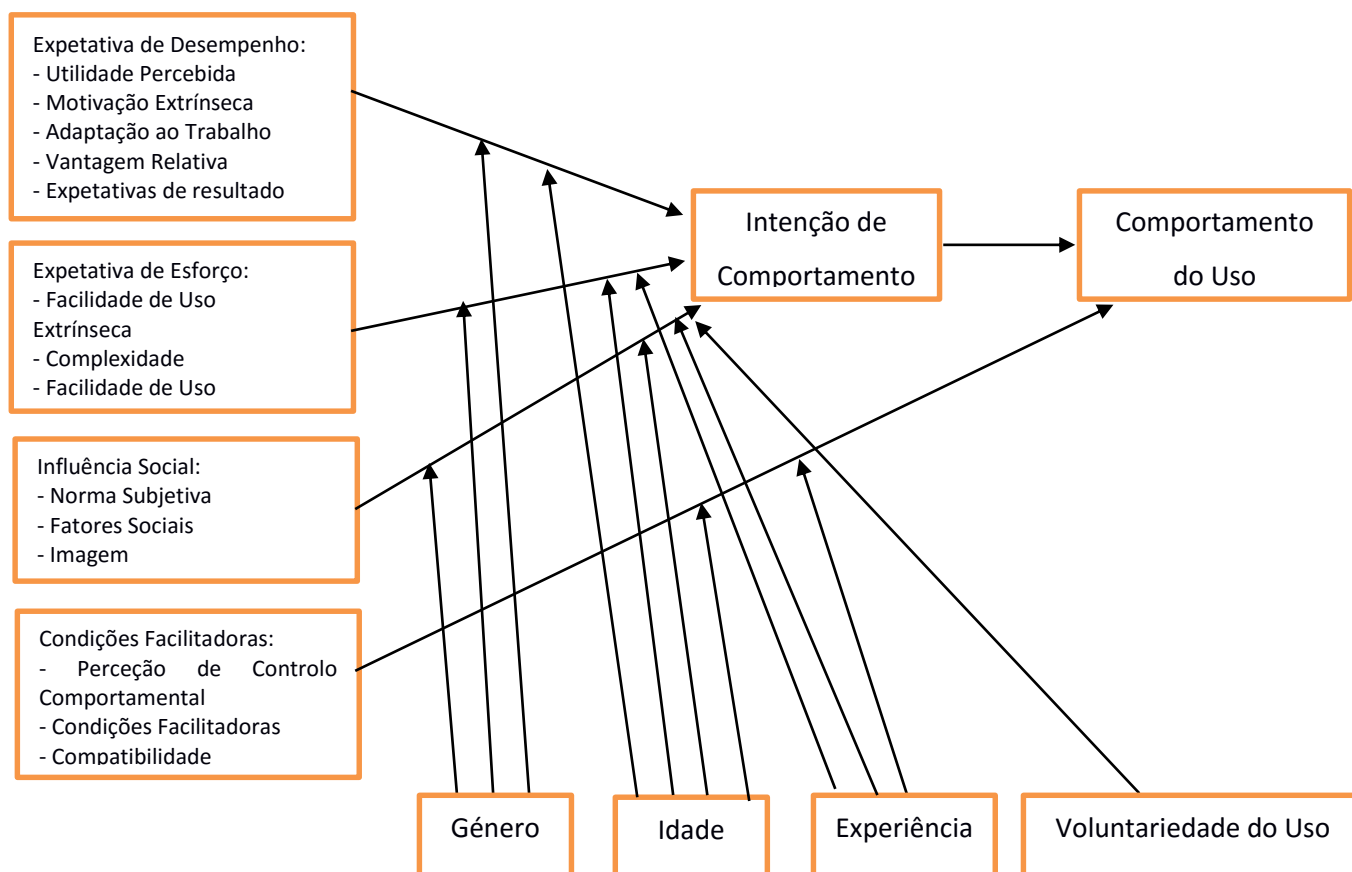 Expetativa de Desempenho:
- Utilidade Percebida
- Motivação Extrínseca
- Adaptação ao Trabalho
- Vantagem Relativa
- Expetativas de resultado
Expetativa de Esforço:
- Facilidade de Uso
Extrínseca
- Complexidade
- Facilidade de Uso
Influência Social:
- Norma Subjetiva
- Fatores Sociais
- Imagem
Condições Facilitadoras:
- Perceção de Controlo
Comportamental
- Condições Facilitadoras
- Compatibilidade
Intenção de
Comportamento
Comportamento
do Uso
Género
Idade
Experiência
Voluntariedade do Uso